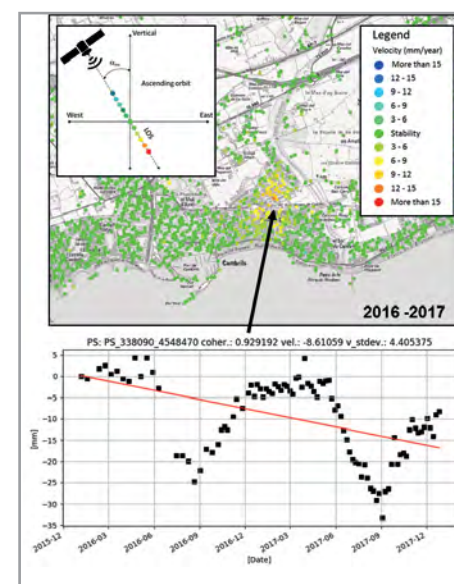 Vertical
α
Ascending orbit
West
East
LOS
Legend
Velocity (mm/year)
More than 15
12 - 15
9 - 12
6 - 9
3 - 6
Stability
3 - 6
6 - 9
9 - 12
12 - 15
More than 15
Cambrils
2016 -2017
PS: PS_338090_4548470 coher.: 0.929192 vel.: -8.61059 v_stdev.: 4.405375
5
0
−5
−10
−15
−20
−25
−30
−35
[mm]
2015-12
2016-03
2016-06
2016-09
2016-12
2017-03
2017-06
2017-09
2017-12
[Date]